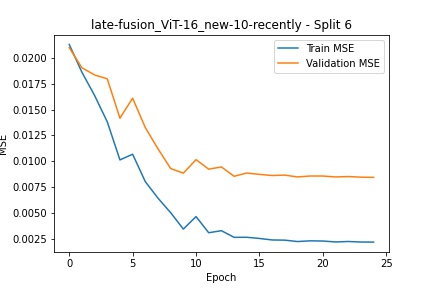 late-fusion_ViT-16_new-10-recently - Split 6
Train MSE
Validation MSE
0.0200
0.0175
0.0150
0.0125
0.0100
0.0075
0.0050
0.0025
MSE
0
5
10
15
20
25
Epoch